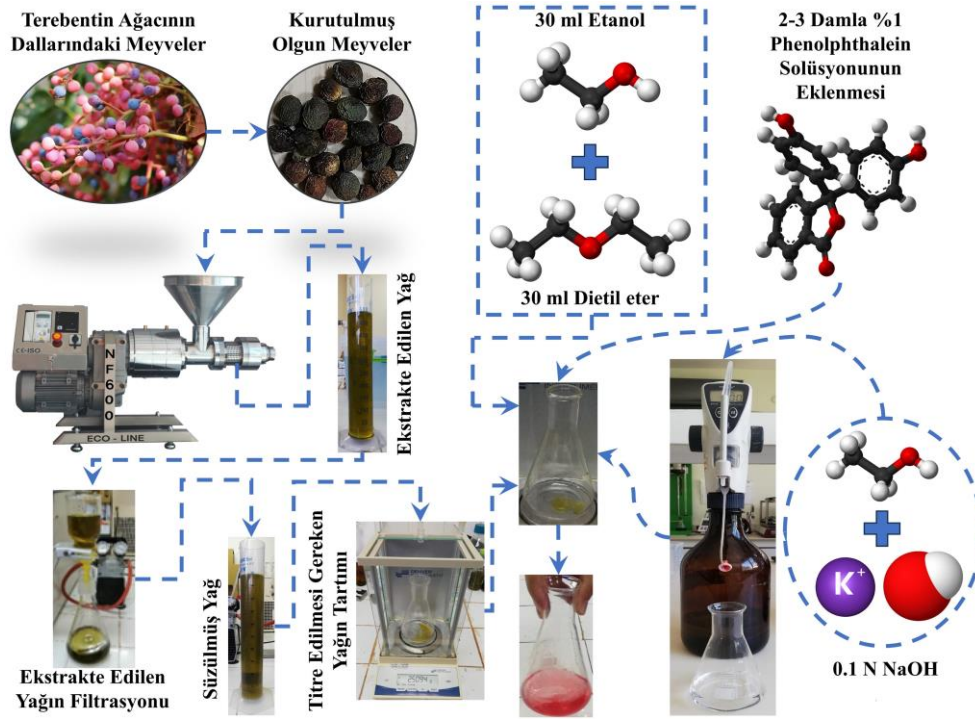 Terebentin Ağacının
Dallarındaki Meyveler
Kurutulmuş
Olgun Meyveler
30 ml Etanol
30 ml Dietil eter
2-3 Damla %1
Phenolphthalein
Solüsyonunun
Eklenmesi
CE-ISO
NF600
ECO - LINE
Ekstrakte Edilen Yağ
Ekstrakte Edilen
Yağın Filtrasyonu
Süzülmüş Yağ
Titre Edilmesi Gereken
Yağın Tartımı
K+
0.1 N NaOH